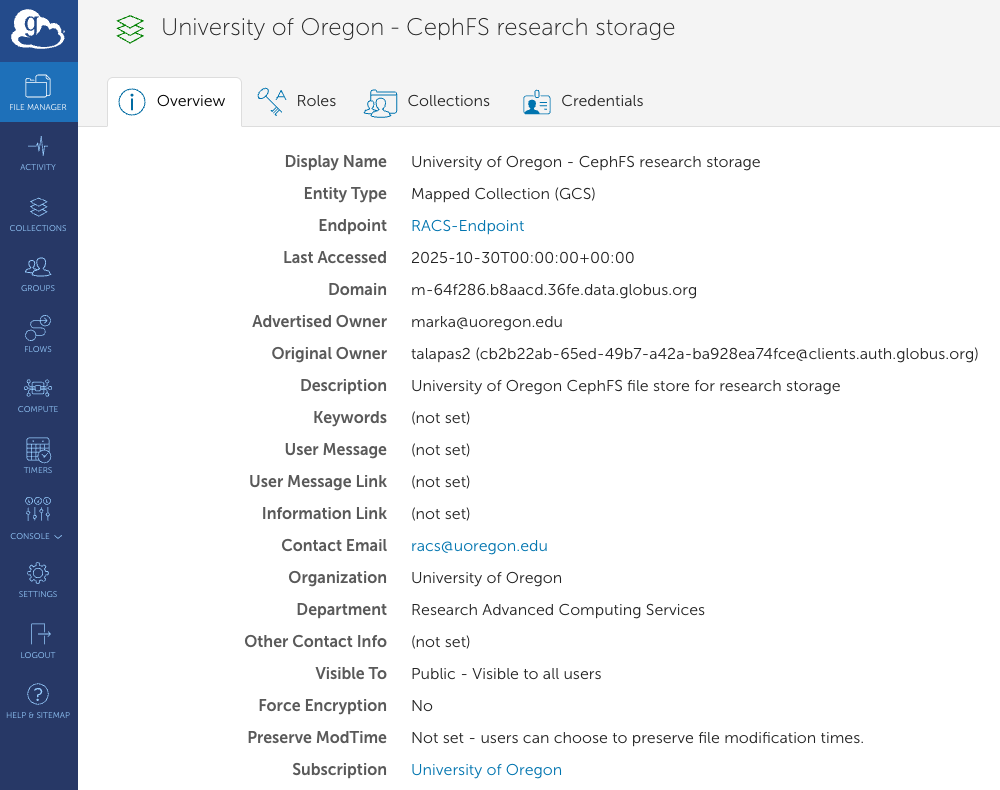 g
University of Oregon - CephFS research storage
FILE MANAGER
ACTIVITY
COLLECTIONS
GROUPS
FLOWS
COMPUTE
TIMERS
CONSOLE
SETTINGS
LOGOUT
HELP & SITEMAP
Overview
Roles
Collections
Credentials
Display Name University of Oregon - CephFS research storage
Entity Type Mapped Collection (GCS)
Endpoint RACS-Endpoint
Last Accessed 2025-10-30T00:00:00+00:00
Domain m-64f286.b8aacd.36fe.data.globus.org
Advertised Owner marka@uoregon.edu
Original Owner talapas2 (cb2b22ab-65ed-49b7-a42a-ba928ea74fce@clients.auth.globus.org)
Description University of Oregon CephFS file store for research storage
Keywords (not set)
User Message (not set)
User Message Link (not set)
Information Link (not set)
Contact Email racs@uoregon.edu
Organization University of Oregon
Department Research Advanced Computing Services
Other Contact Info (not set)
Visible To Public - Visible to all users
Force Encryption No
Preserve ModTime Not set - users can choose to preserve file modification times.
Subscription University of Oregon